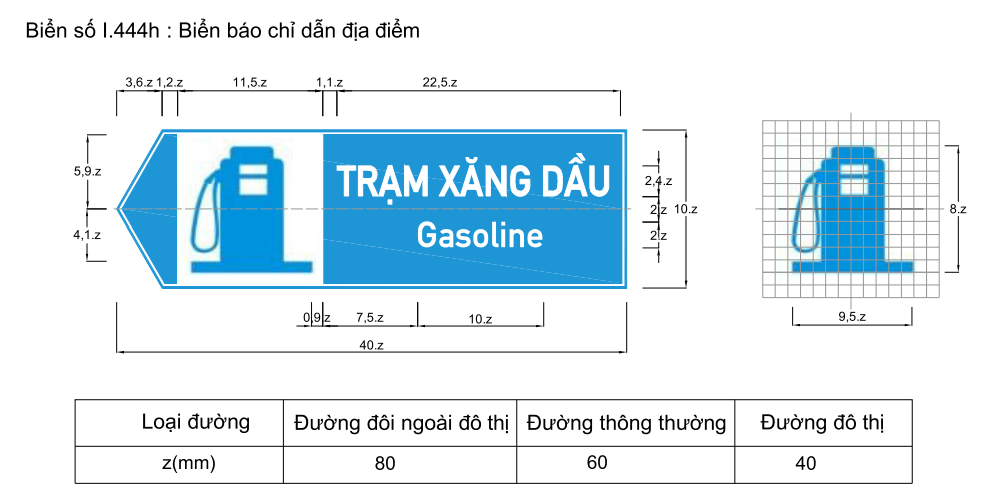 Biển số I.444h : Biển báo chỉ dẫn địa điểm
3,6.z 1,2.z 11,5.z 1,1.z 22,5.z
5,9.z
4,1.z
TRẠM XĂNG DẦU
Gasoline
2,4.z
2.z
2.z
10.z
8.z
0,9.z 7,5.z 10.z
40.z
9,5.z
Loại đường Đường đôi ngoài đô thị Đường thông thường Đường đô thị
z(mm) 80 60 40